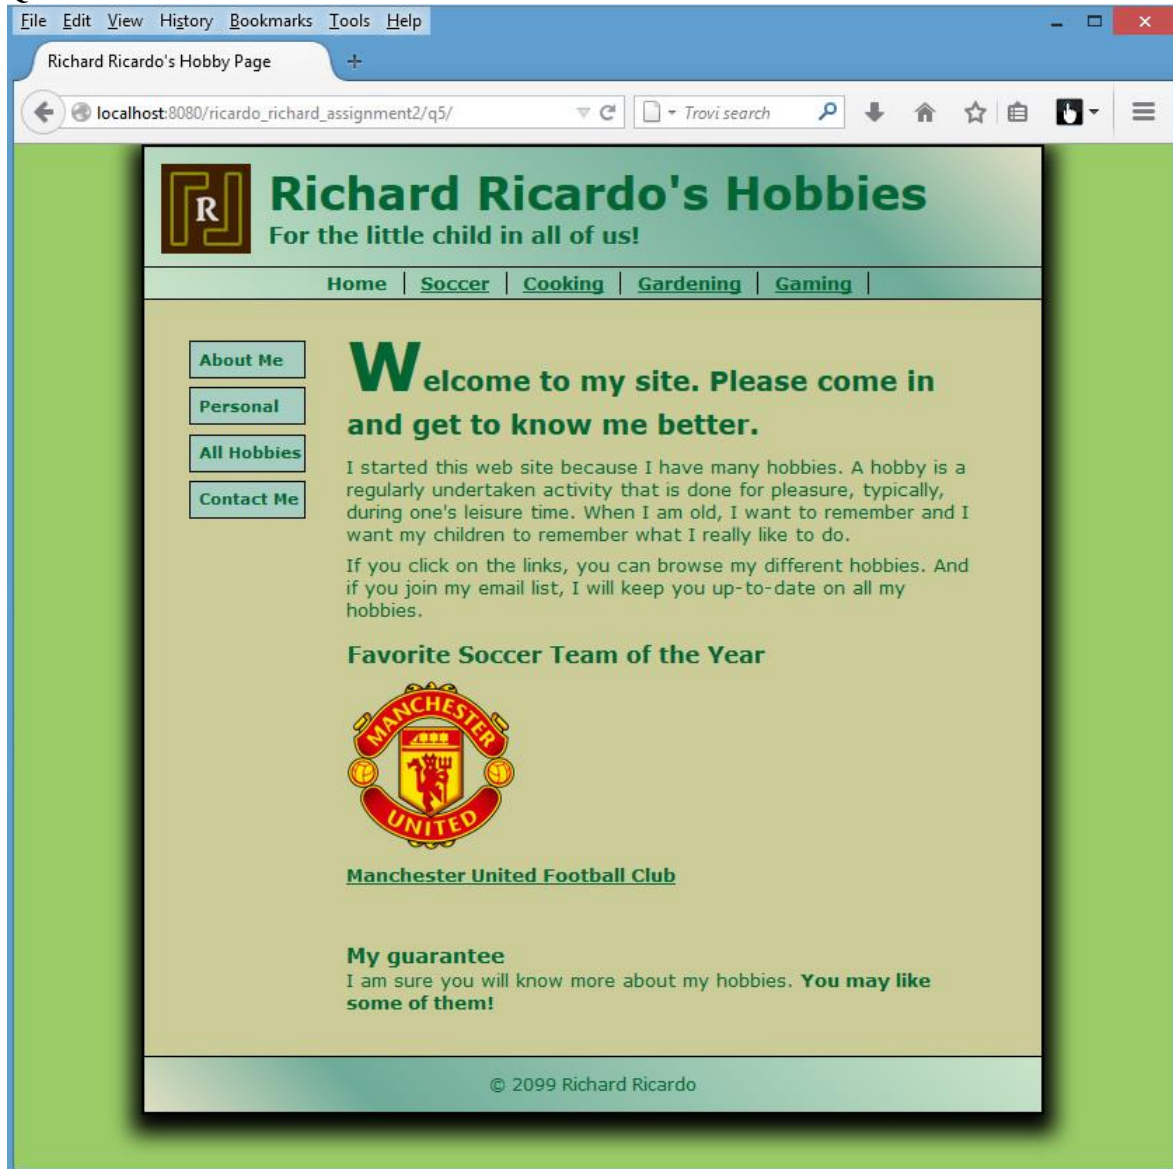 File Edit View History Bookmarks Tools Help
Richard Ricardo's Hobby Page
localhost:8080/ricardo_richard_assignment2/q5/
Trovi search
R
Richard Ricardo's Hobbies
For the little child in all of us!
Home | Soccer | Cooking | Gardening | Gaming |
About Me
Personal
All Hobbies
Contact Me
Welcome to my site. Please come in
and get to know me better.
I started this web site because I have many hobbies. A hobby is a
regularly undertaken activity that is done for pleasure, typically,
during one's leisure time. When I am old, I want to remember and I
want my children to remember what I really like to do.
If you click on the links, you can browse my different hobbies. And
if you join my email list, I will keep you up-to-date on all my
hobbies.
Favorite Soccer Team of the Year
MANCHESTER
UNITED
Manchester United Football Club
My guarantee
I am sure you will know more about my hobbies. You may like
some of them!
© 2099 Richard Ricardo